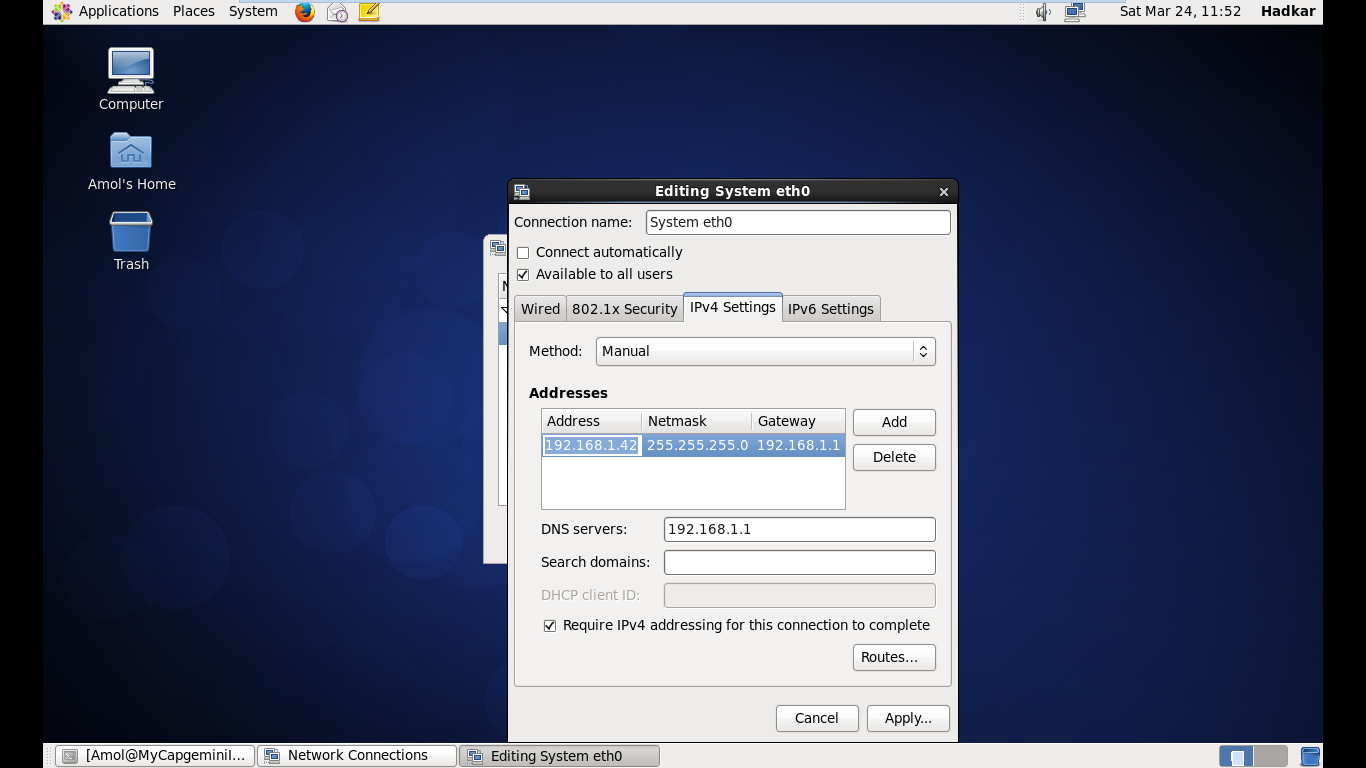 Applications Places System Sat Mar 24, 11:52 Hadkar
Computer
Amol's Home
Trash
Editing System eth0
Connection name: System eth0
Connect automatically
Available to all users
Wired 802.1x Security IPv4 Settings IPv6 Settings
Method: Manual
Addresses
Address Netmask Gateway
192.168.1.42 255.255.255.0 192.168.1.1
Add
Delete
DNS servers: 192.168.1.1
Search domains:
DHCP client ID:
Require IPv4 addressing for this connection to complete
Routes...
Cancel Apply...
[Amol@MyCapgeminiI... Network Connections Editing System eth0